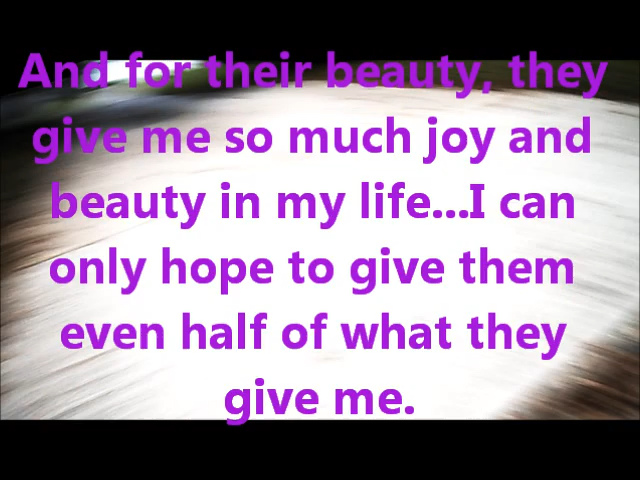 And for their beauty, they
give me so much joy and
beauty in my life...I can
only hope to give them
even half of what they
give me.